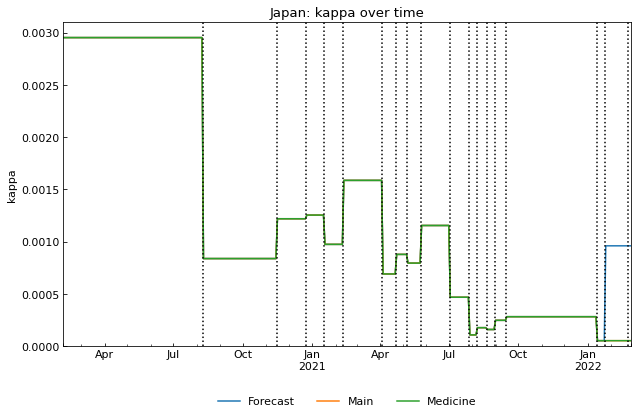 Japan: kappa over time
0.0030
0.0025
0.0020
0.0015
0.0010
0.0005
0.0000
kappa
Apr Jul Oct Jan Apr Jul Oct Jan
2021 2022
Forecast Main Medicine